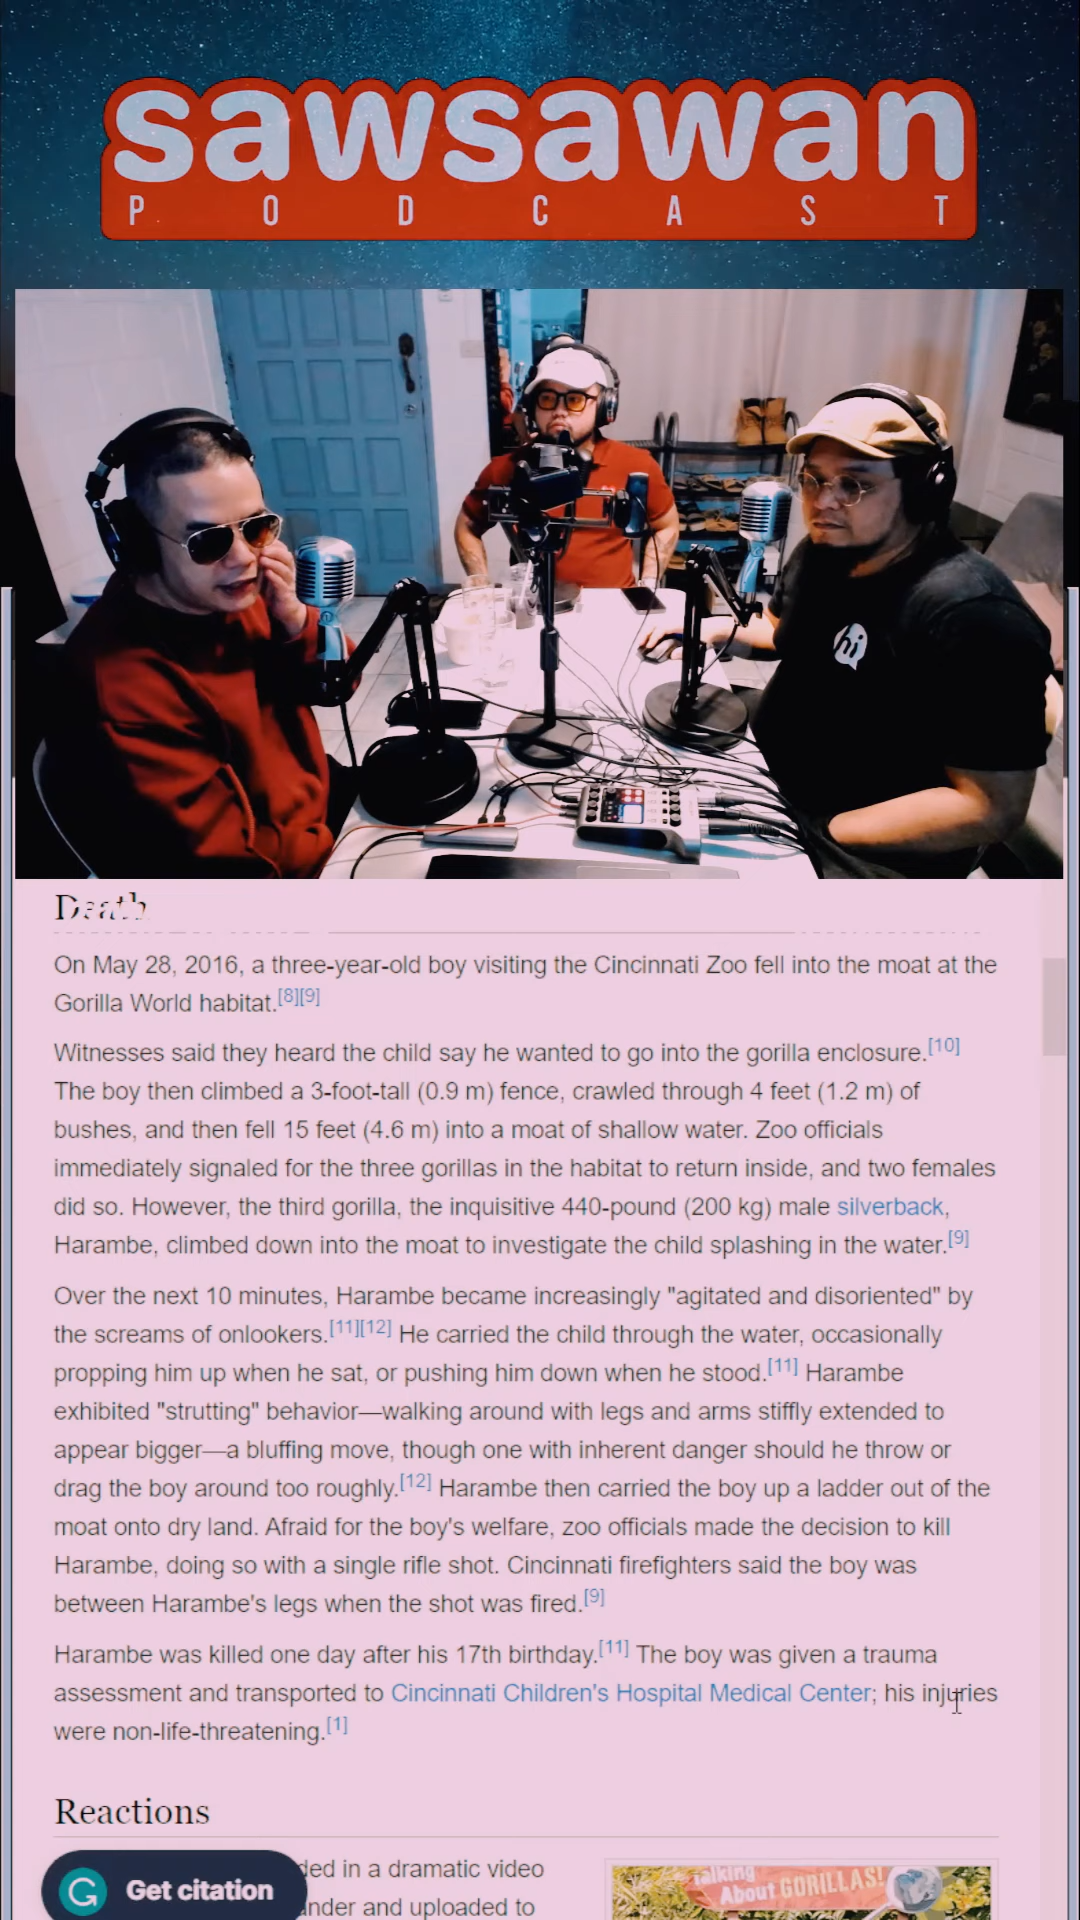 sawsawan
PODCAST
hi
Death
On May 28, 2016, a three-year-old boy visiting the Cincinnati Zoo fell into the moat at the
Gorilla World habitat.[8][9]
Witnesses said they heard the child say he wanted to go into the gorilla enclosure.[10]
The boy then climbed a 3-foot-tall (0.9 m) fence, crawled through 4 feet (1.2 m) of
bushes, and then fell 15 feet (4.6 m) into a moat of shallow water. Zoo officials
immediately signaled for the three gorillas in the habitat to return inside, and two females
did so. However, the third gorilla, the inquisitive 440-pound (200 kg) male silverback,
Harambe, climbed down into the moat to investigate the child splashing in the water.[9]
Over the next 10 minutes, Harambe became increasingly "agitated and disoriented" by
the screams of onlookers.[11][12] He carried the child through the water, occasionally
propping him up when he sat, or pushing him down when he stood.[11] Harambe
exhibited "strutting" behavior—walking around with legs and arms stiffly extended to
appear bigger—a bluffing move, though one with inherent danger should he throw or
drag the boy around too roughly.[12] Harambe then carried the boy up a ladder out of the
moat onto dry land. Afraid for the boy's welfare, zoo officials made the decision to kill
Harambe, doing so with a single rifle shot. Cincinnati firefighters said the boy was
between Harambe's legs when the shot was fired.[9]
Harambe was killed one day after his 17th birthday.[11] The boy was given a trauma
assessment and transported to Cincinnati Children's Hospital Medical Center; his injuries
were non-life-threatening.[1]
Reactions
ded in a dramatic video
ander and uploaded to
Get citation
Talking
About GORILLAS!